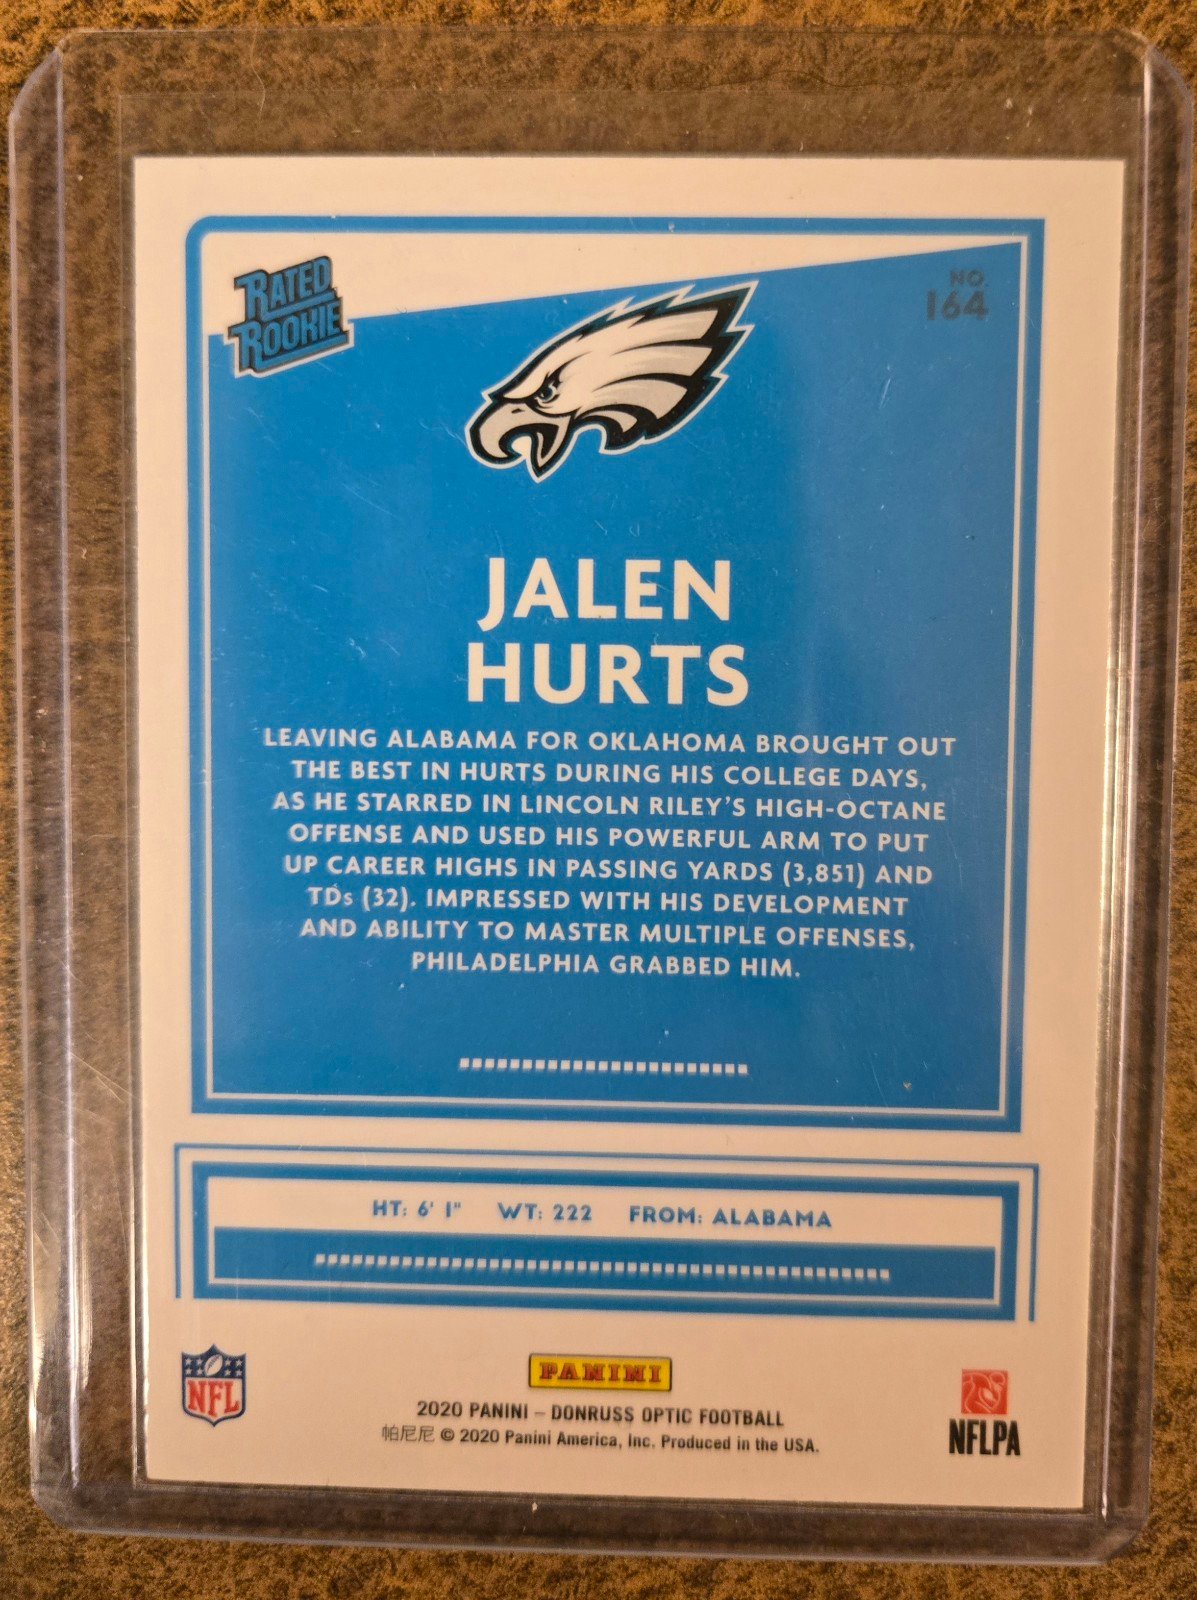 RATED
ROOKIE
NO.
164
JALEN
HURTS
LEAVING ALABAMA FOR OKLAHOMA BROUGHT OUT
THE BEST IN HURTS DURING HIS COLLEGE DAYS,
AS HE STARRED IN LINCOLN RILEY'S HIGH-OCTANE
OFFENSE AND USED HIS POWERFUL ARM TO PUT
UP CAREER HIGHS IN PASSING YARDS (3,851) AND
TDs (32). IMPRESSED WITH HIS DEVELOPMENT
AND ABILITY TO MASTER MULTIPLE OFFENSES,
PHILADELPHIA GRABBED HIM.
HT: 6' 1" WT: 222 FROM: ALABAMA
NFL
PANINI
2020 PANINI – DONRUSS OPTIC FOOTBALL
帕尼尼 © 2020 Panini America, Inc. Produced in the USA.
NFLPA